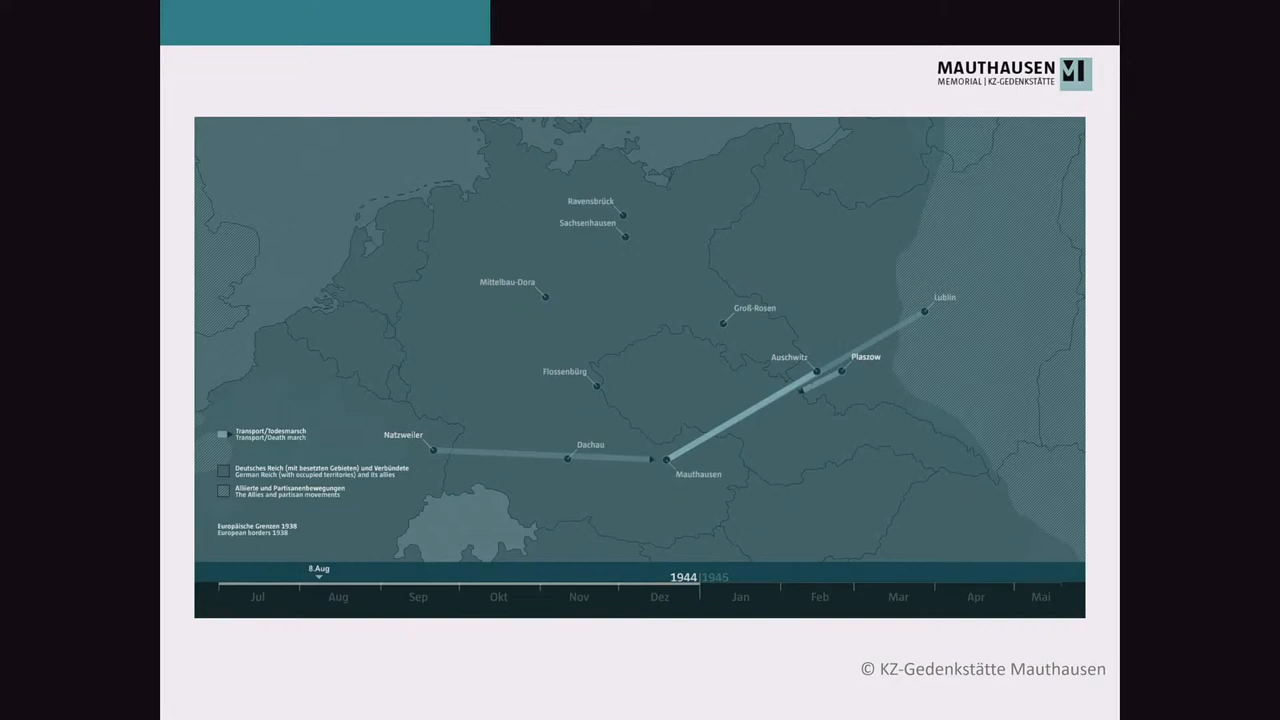 MAUTHAUSEN
MEMORIAL | KZ-GEDENKSTÄTTE
Ravensbrück
Sachsenhausen
Mittelbau-Dora
Lublin
Groß-Rosen
Auschwitz
Plaszow
Flossenbürg
Natzweiler
Dachau
Mauthausen
Transport/Todesmarsch
Transport/Death march
Deutsches Reich (mit besetzten Gebieten) und Verbündete
German Reich (with occupied territories) and its allies
Alliierte und Partisanenbewegungen
The Allies and partisan movements
Europäische Grenzen 1938
European borders 1938
8.Aug
1944|1945
Jul Aug Sep Okt Nov Dez Jan Feb Mar Apr Mai
© KZ-Gedenkstätte Mauthausen